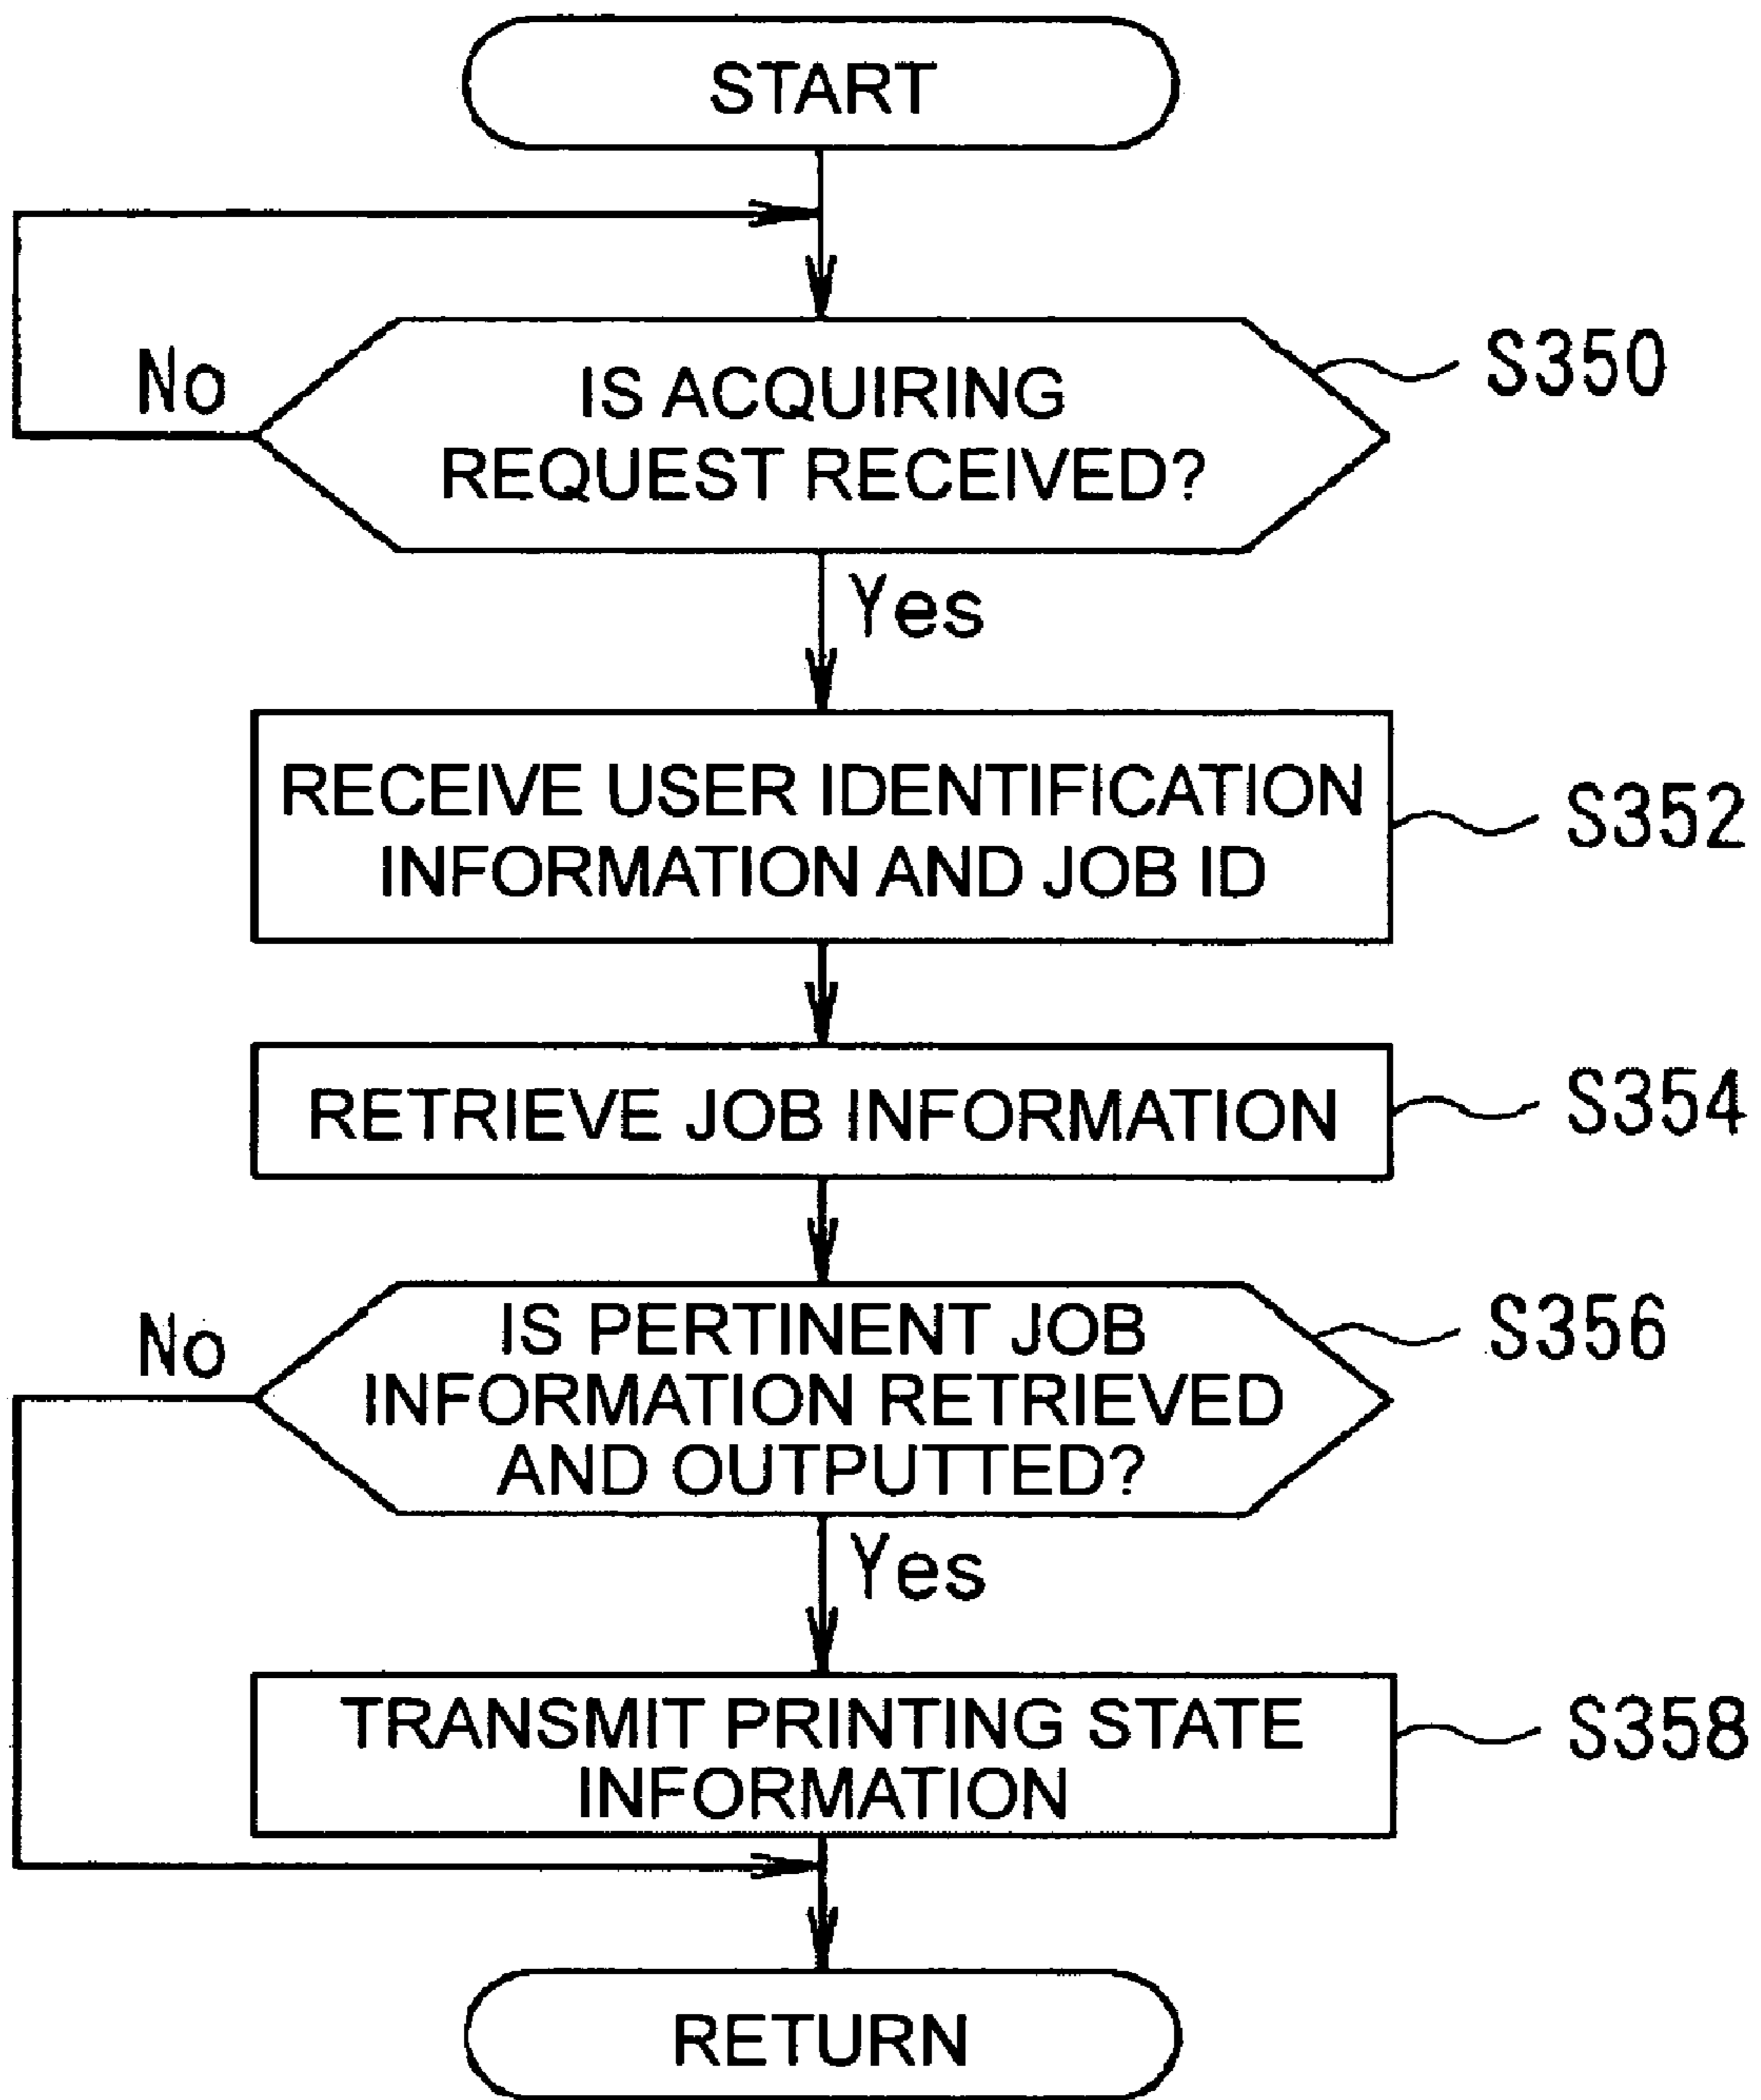 START
No
IS ACQUIRING
REQUEST RECEIVED?
S350
Yes
RECEIVE USER IDENTIFICATION
INFORMATION AND JOB ID
S352
RETRIEVE JOB INFORMATION
S354
No
IS PERTINENT JOB
INFORMATION RETRIEVED
AND OUTPUTTED?
S356
Yes
TRANSMIT PRINTING STATE
INFORMATION
S358
RETURN